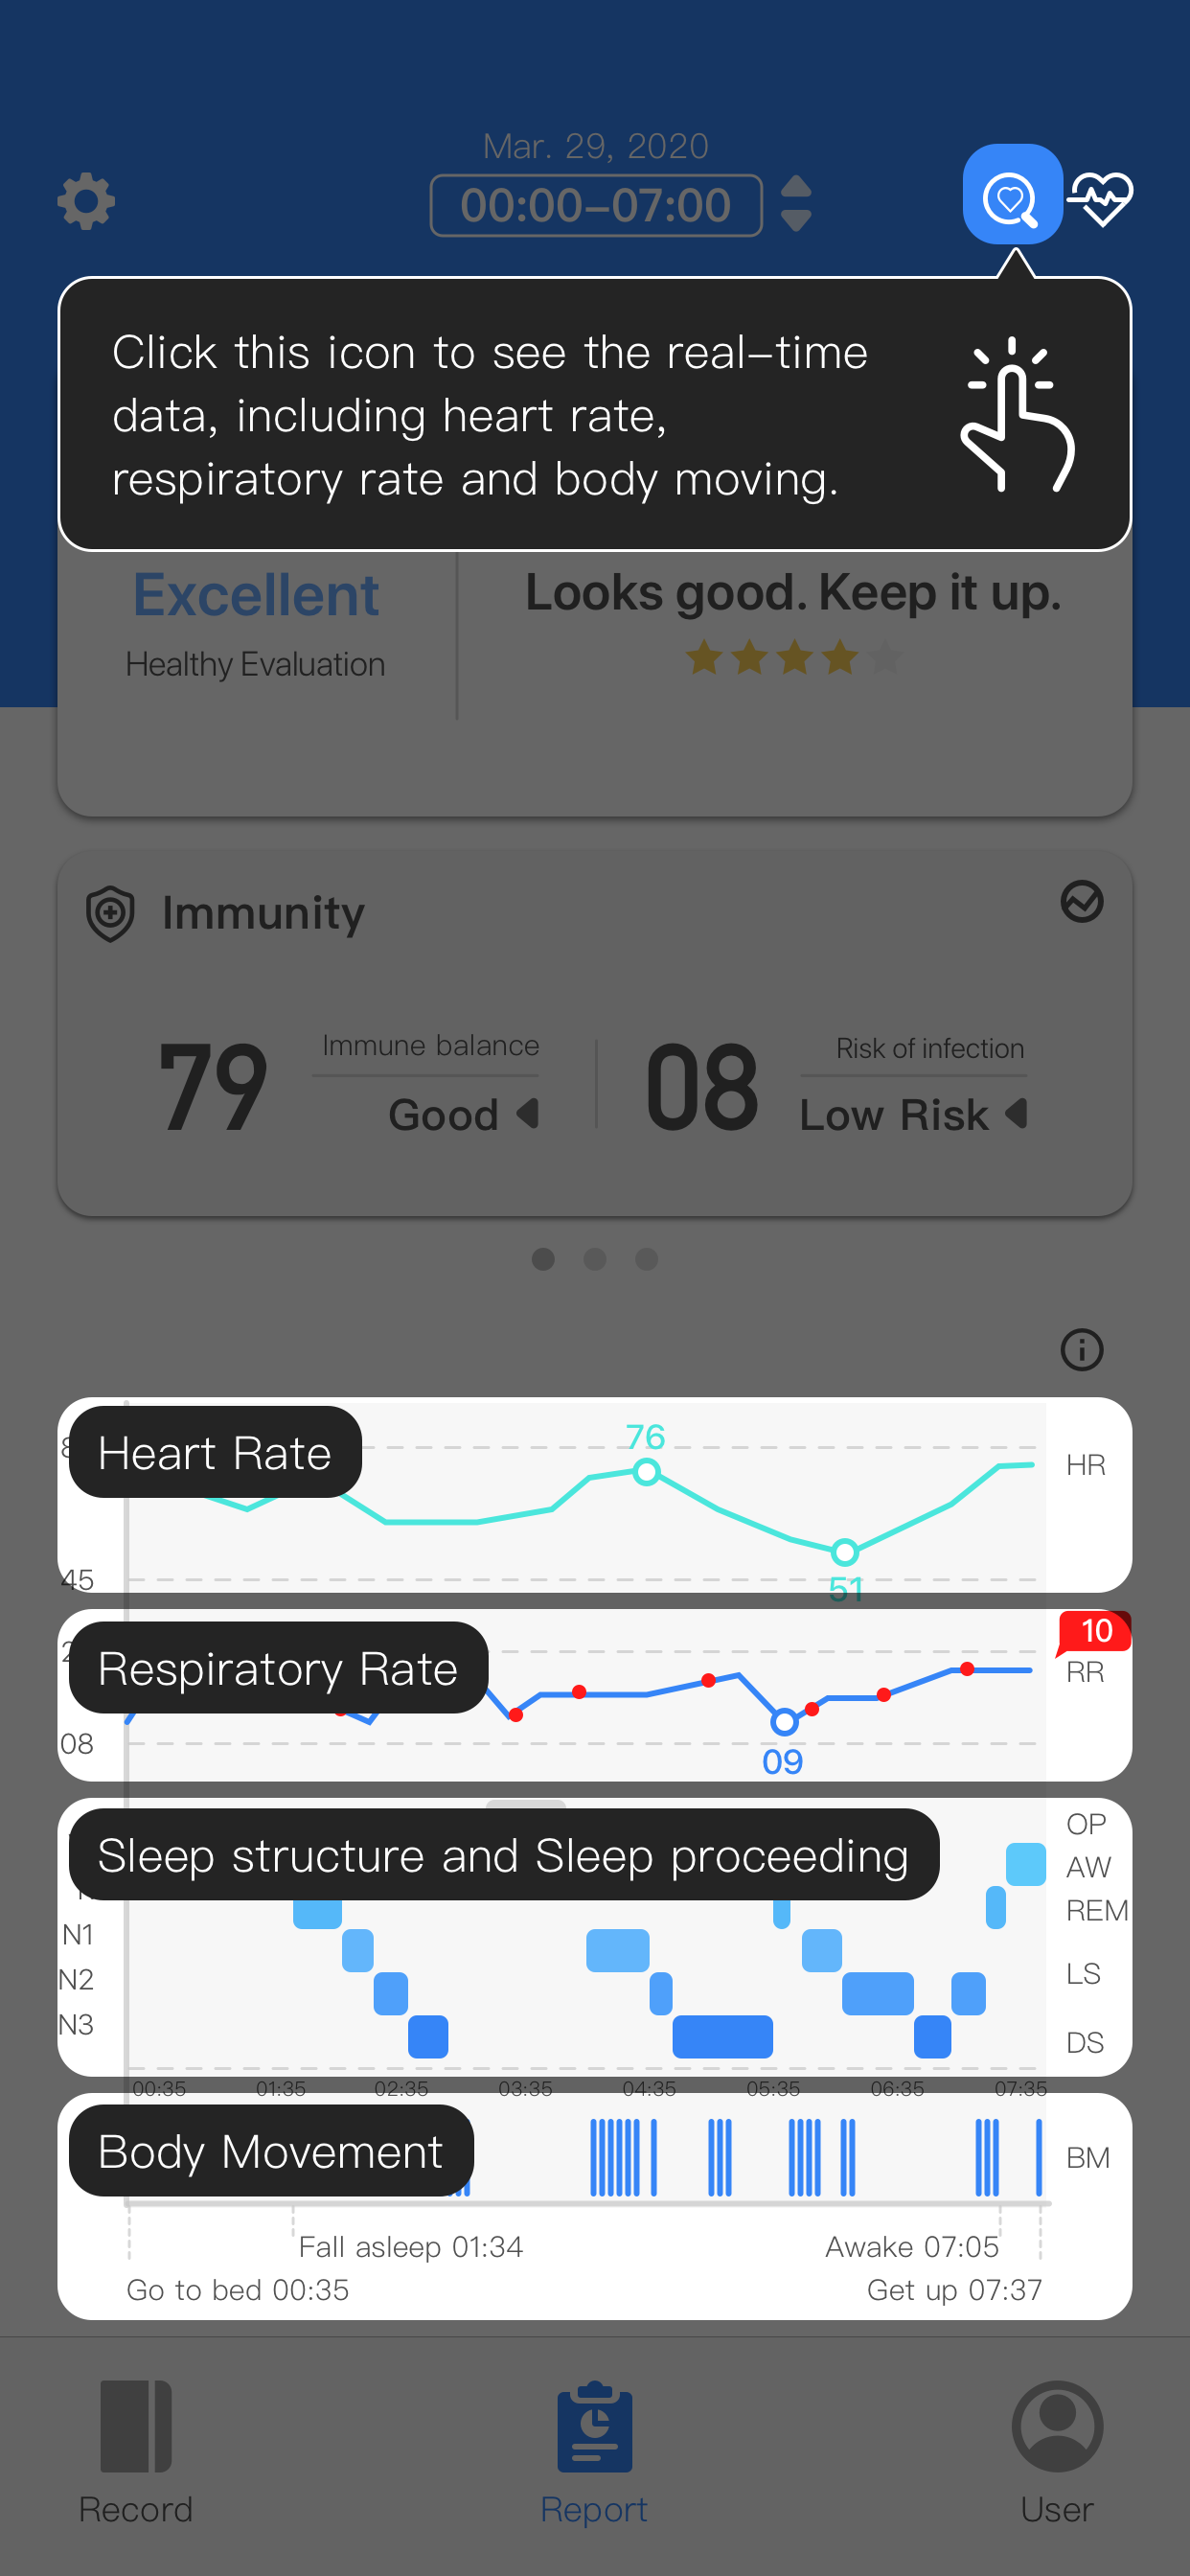 Mar. 29, 2020
00:00–07:00
Click this icon to see the real-time
data, including heart rate,
respiratory rate and body moving.
Excellent
Healthy Evaluation
Looks good. Keep it up.
Immunity
79
Immune balance
Good
08
Risk of infection
Low Risk
Heart Rate
76
HR
45
51
Respiratory Rate
10
RR
08
09
Sleep structure and Sleep proceeding
OP
AW
REM
N1
N2
LS
N3
DS
00:35 01:35 02:35 03:35 04:35 05:35 06:35 07:35
Body Movement
BM
Fall asleep 01:34
Awake 07:05
Go to bed 00:35
Get up 07:37
Record
Report
User